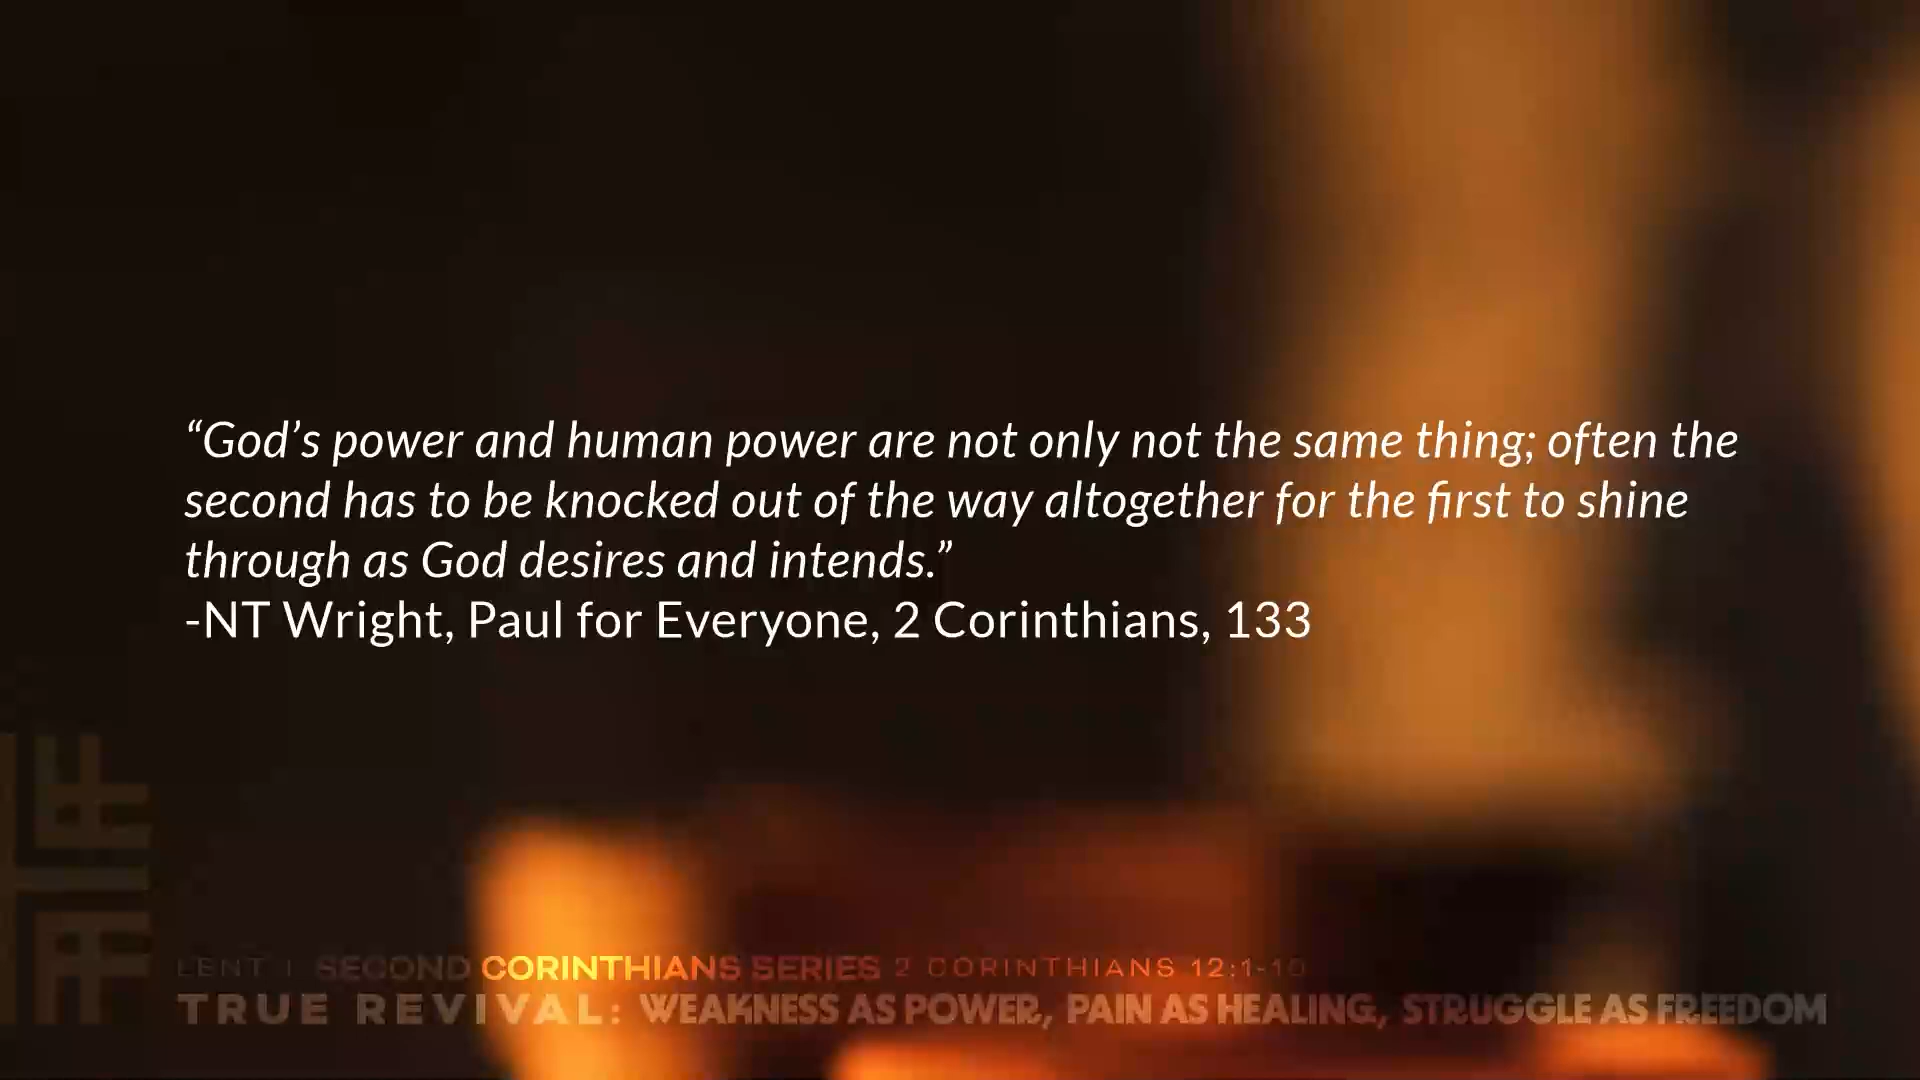 “God’s power and human power are not only not the same thing; often the
second has to be knocked out of the way altogether for the first to shine
through as God desires and intends.”
-NT Wright, Paul for Everyone, 2 Corinthians, 133
LENT 1 SECOND CORINTHIANS SERIES 2 CORINTHIANS 12:1-10
TRUE REVIVAL: WEAKNESS AS POWER, PAIN AS HEALING, STRUGGLE AS FREEDOM